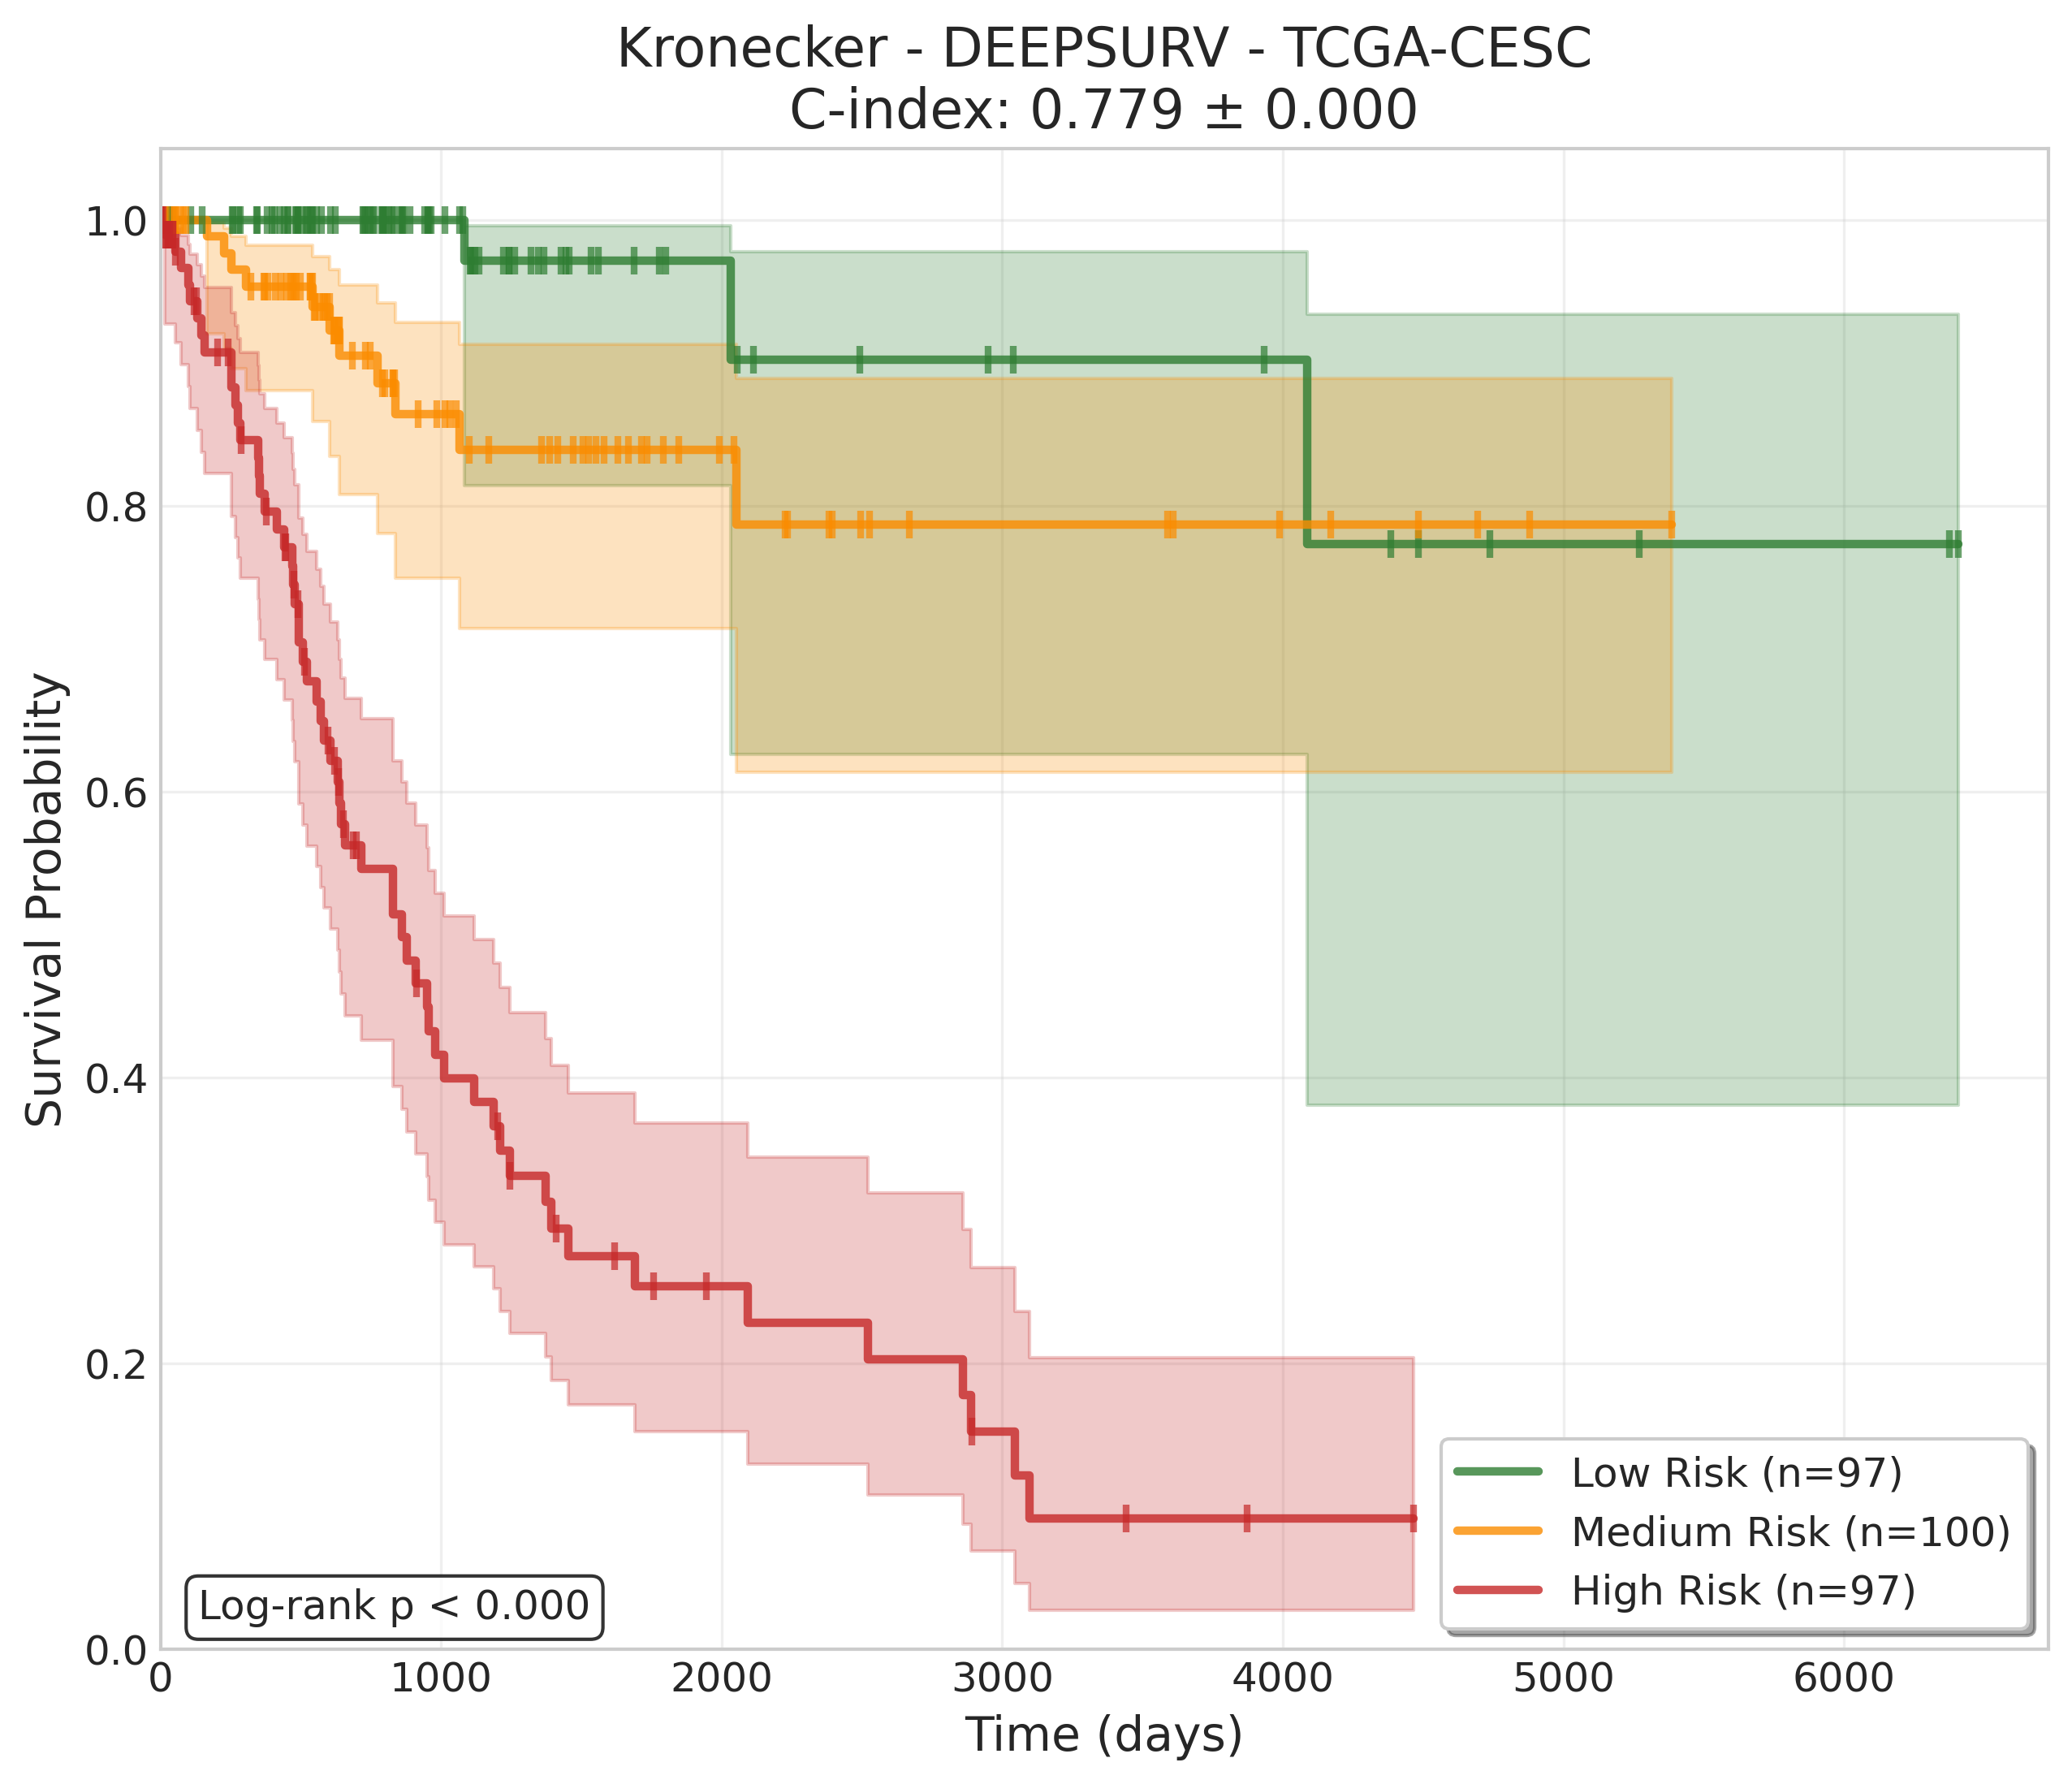 Kronecker - DEEPSURV - TCGA-CESC
C-index: 0.779 ± 0.000
Survival Probability
1.0
0.8
0.6
0.4
0.2
0.0
0 1000 2000 3000 4000 5000 6000
Time (days)
Log-rank p < 0.000
Low Risk (n=97)
Medium Risk (n=100)
High Risk (n=97)